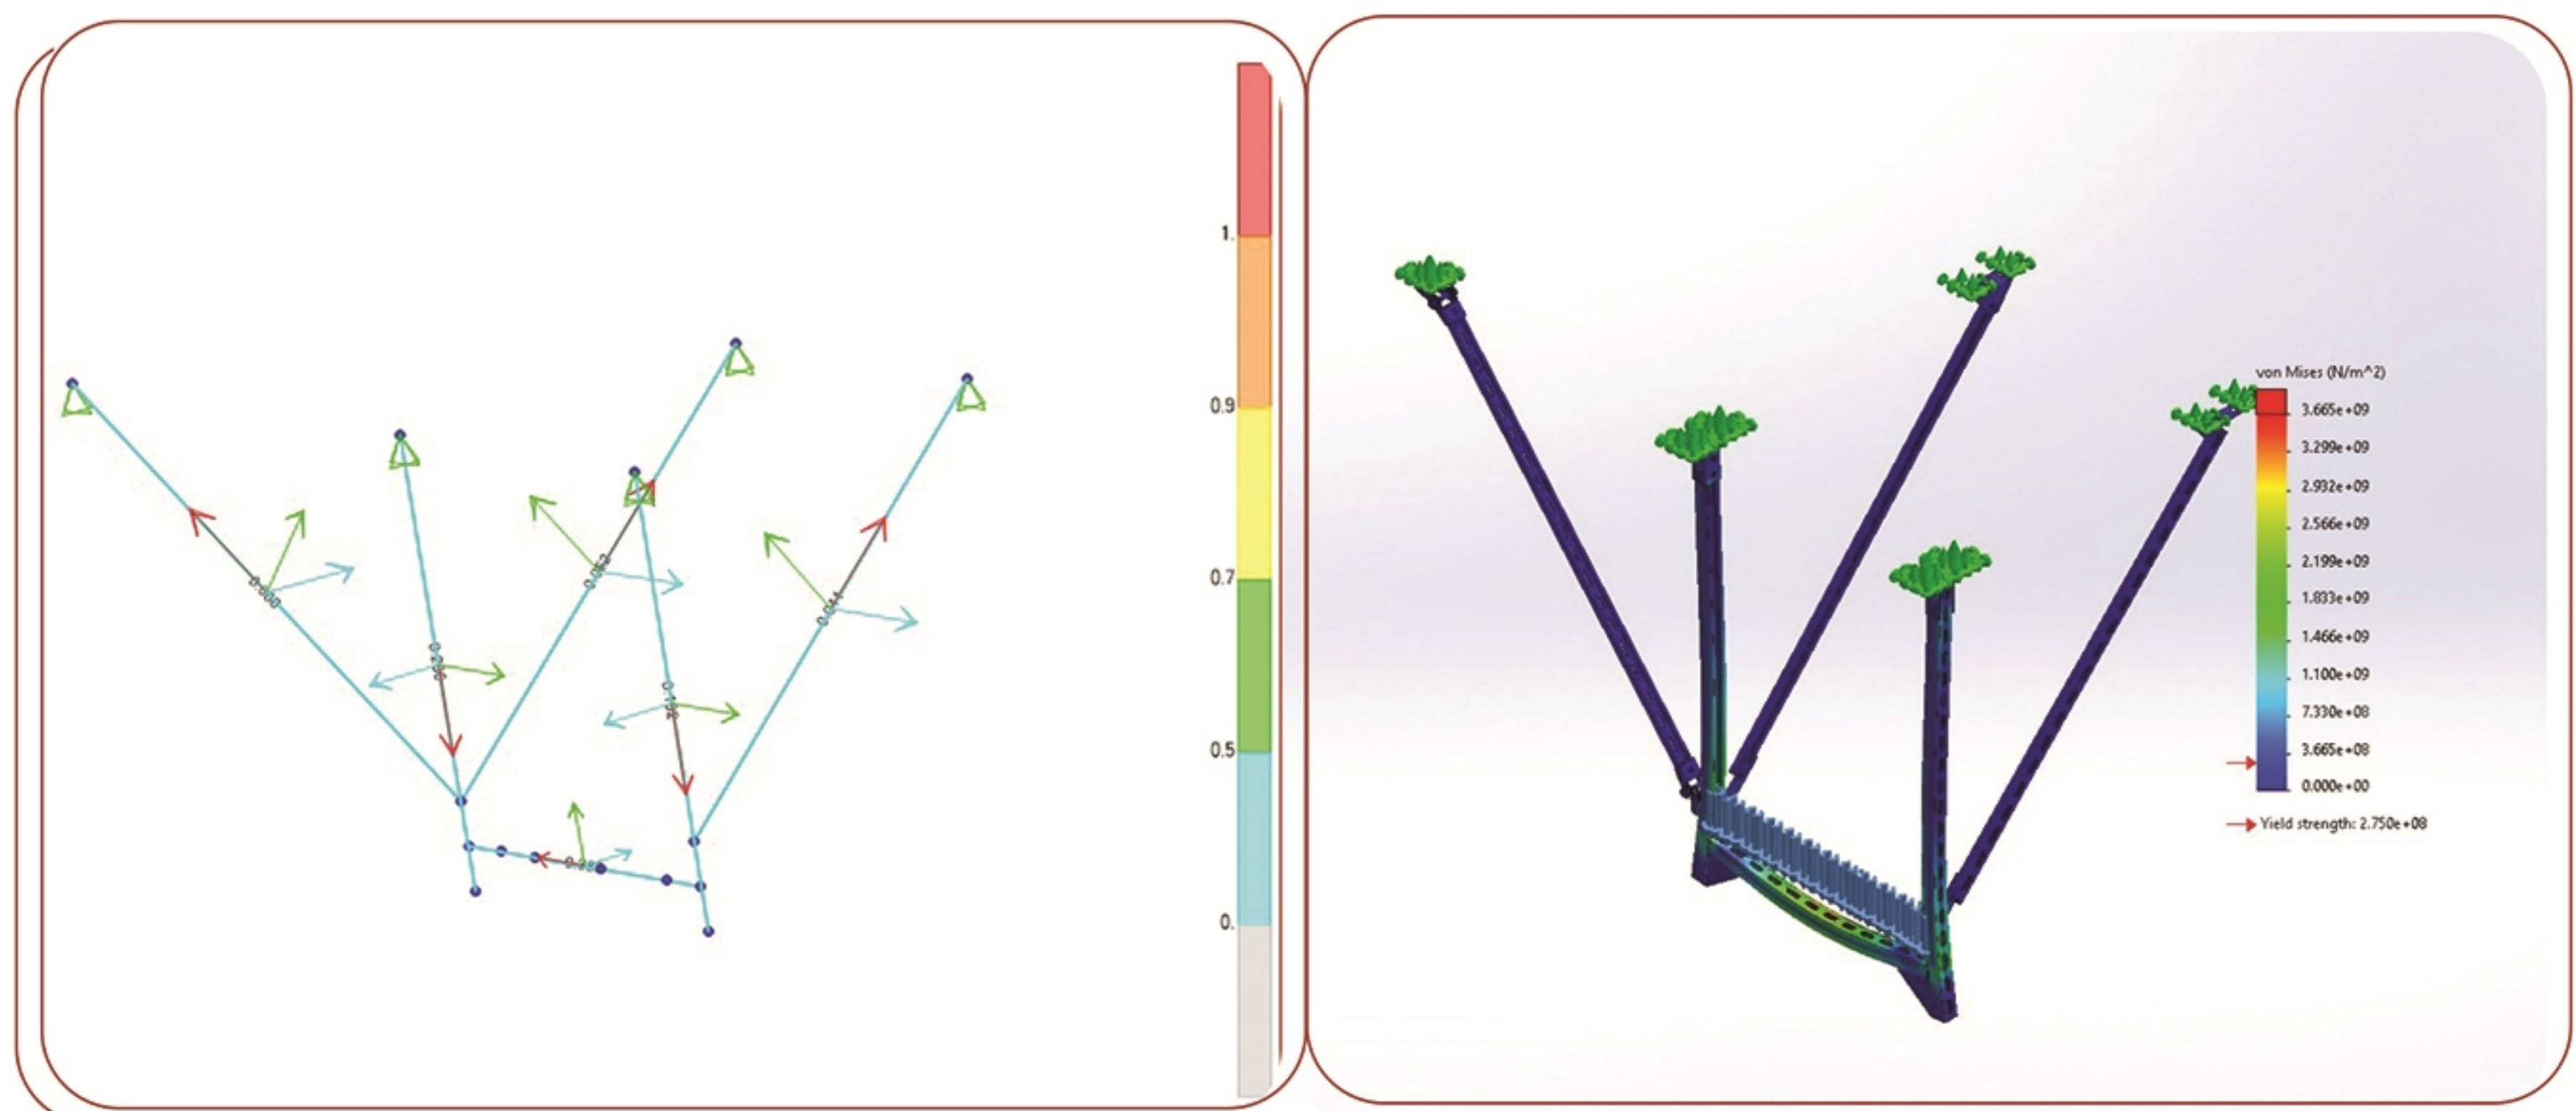 1.
0.9
0.7
0.5
0.
von Mises (N/m^2)
3.665e+09
3.299e+09
2.932e+09
2.566e+09
2.199e+09
1.833e+09
1.466e+09
1.100e+09
7.330e+08
3.665e+08
0.000e+00
Yield strength: 2.750e+08